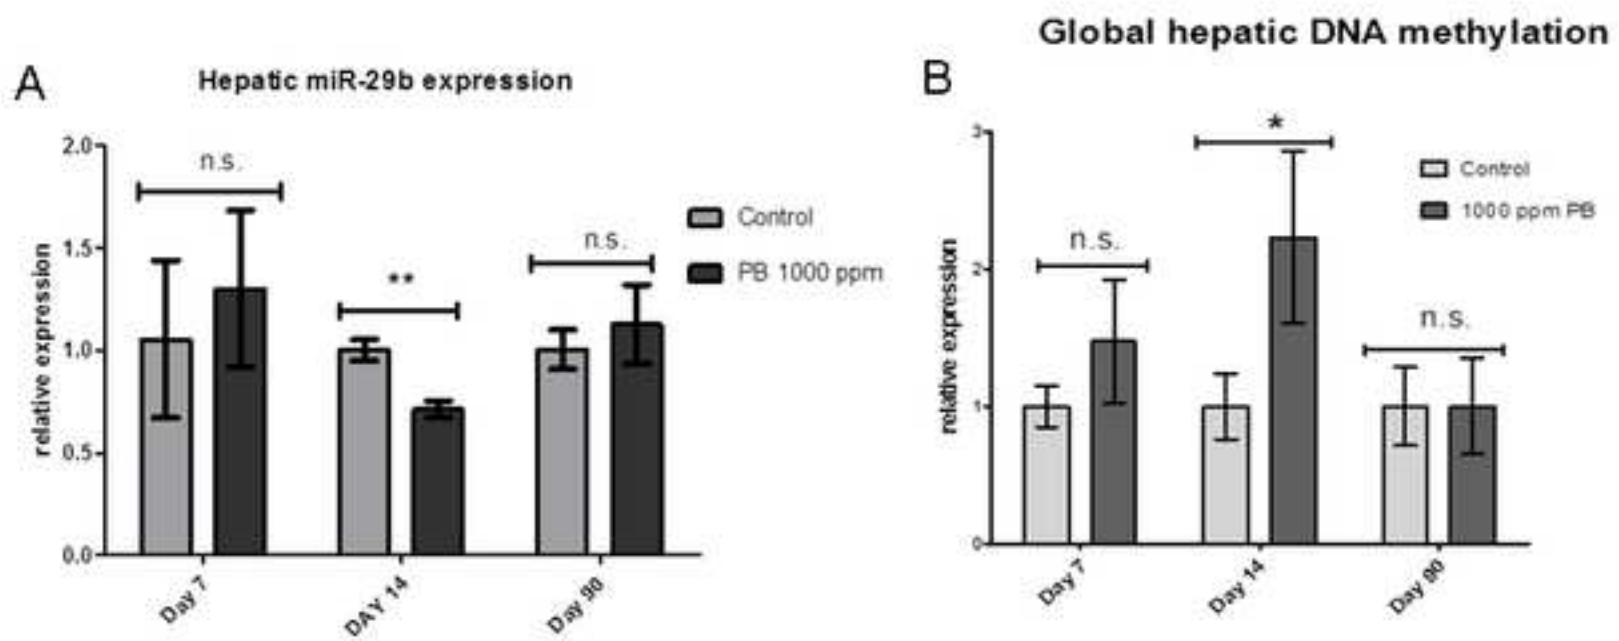 A
Hepatic miR-29b expression
relative expression
2.0
1.5
1.0
0.5
0.0
n.s.
**
n.s.
Control
PB 1000 ppm
Day 7
DAY 14
Day 90
Global hepatic DNA methylation
B
relative expression
3
2
1
0
n.s.
*
n.s.
Control
1000 ppm PB
Day 7
Day 14
Day 90